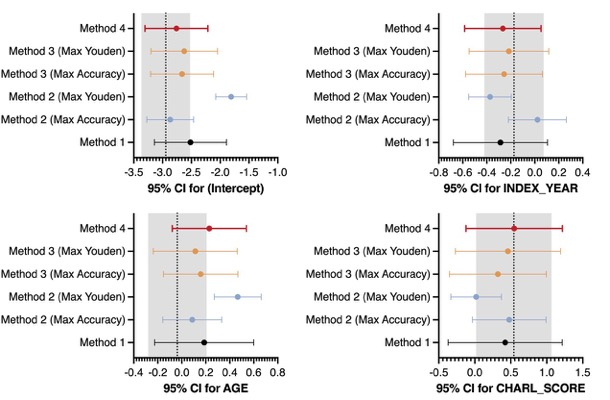 Method 4
Method 3 (Max Youden)
Method 3 (Max Accuracy)
Method 2 (Max Youden)
Method 2 (Max Accuracy)
Method 1
-3.5 -3.0 -2.5 -2.0 -1.5 -1.0
95% CI for (Intercept)
Method 4
Method 3 (Max Youden)
Method 3 (Max Accuracy)
Method 2 (Max Youden)
Method 2 (Max Accuracy)
Method 1
-0.8 -0.6 -0.4 -0.2 0.0 0.2 0.4
95% CI for INDEX_YEAR
Method 4
Method 3 (Max Youden)
Method 3 (Max Accuracy)
Method 2 (Max Youden)
Method 2 (Max Accuracy)
Method 1
-0.4 -0.2 0.0 0.2 0.4 0.6 0.8
95% CI for AGE
Method 4
Method 3 (Max Youden)
Method 3 (Max Accuracy)
Method 2 (Max Youden)
Method 2 (Max Accuracy)
Method 1
-0.5 0.0 0.5 1.0 1.5
95% CI for CHARL_SCORE